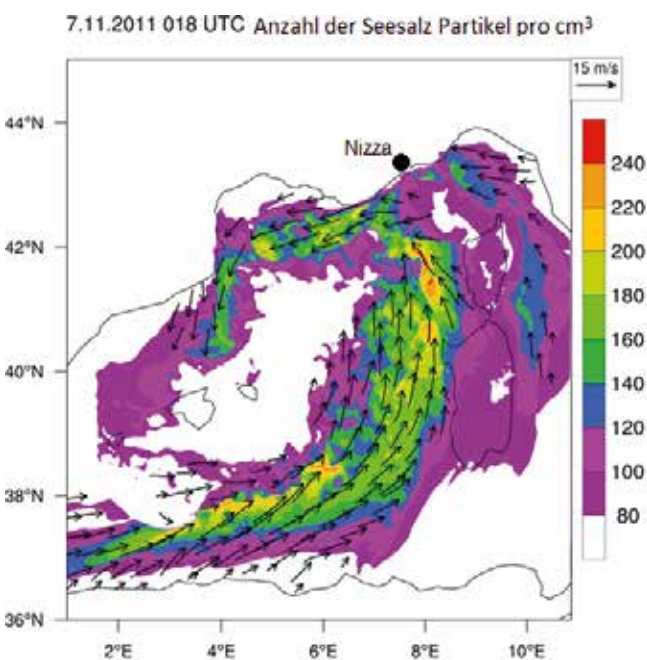 7.11.2011 018 UTC Anzahl der Seesalz Partikel pro cm³
15 m/s
44°N
Nizza
240
220
42°N
200
180
160
40°N
140
120
38°N
100
80
36°N
2°E 4°E 6°E 8°E 10°E